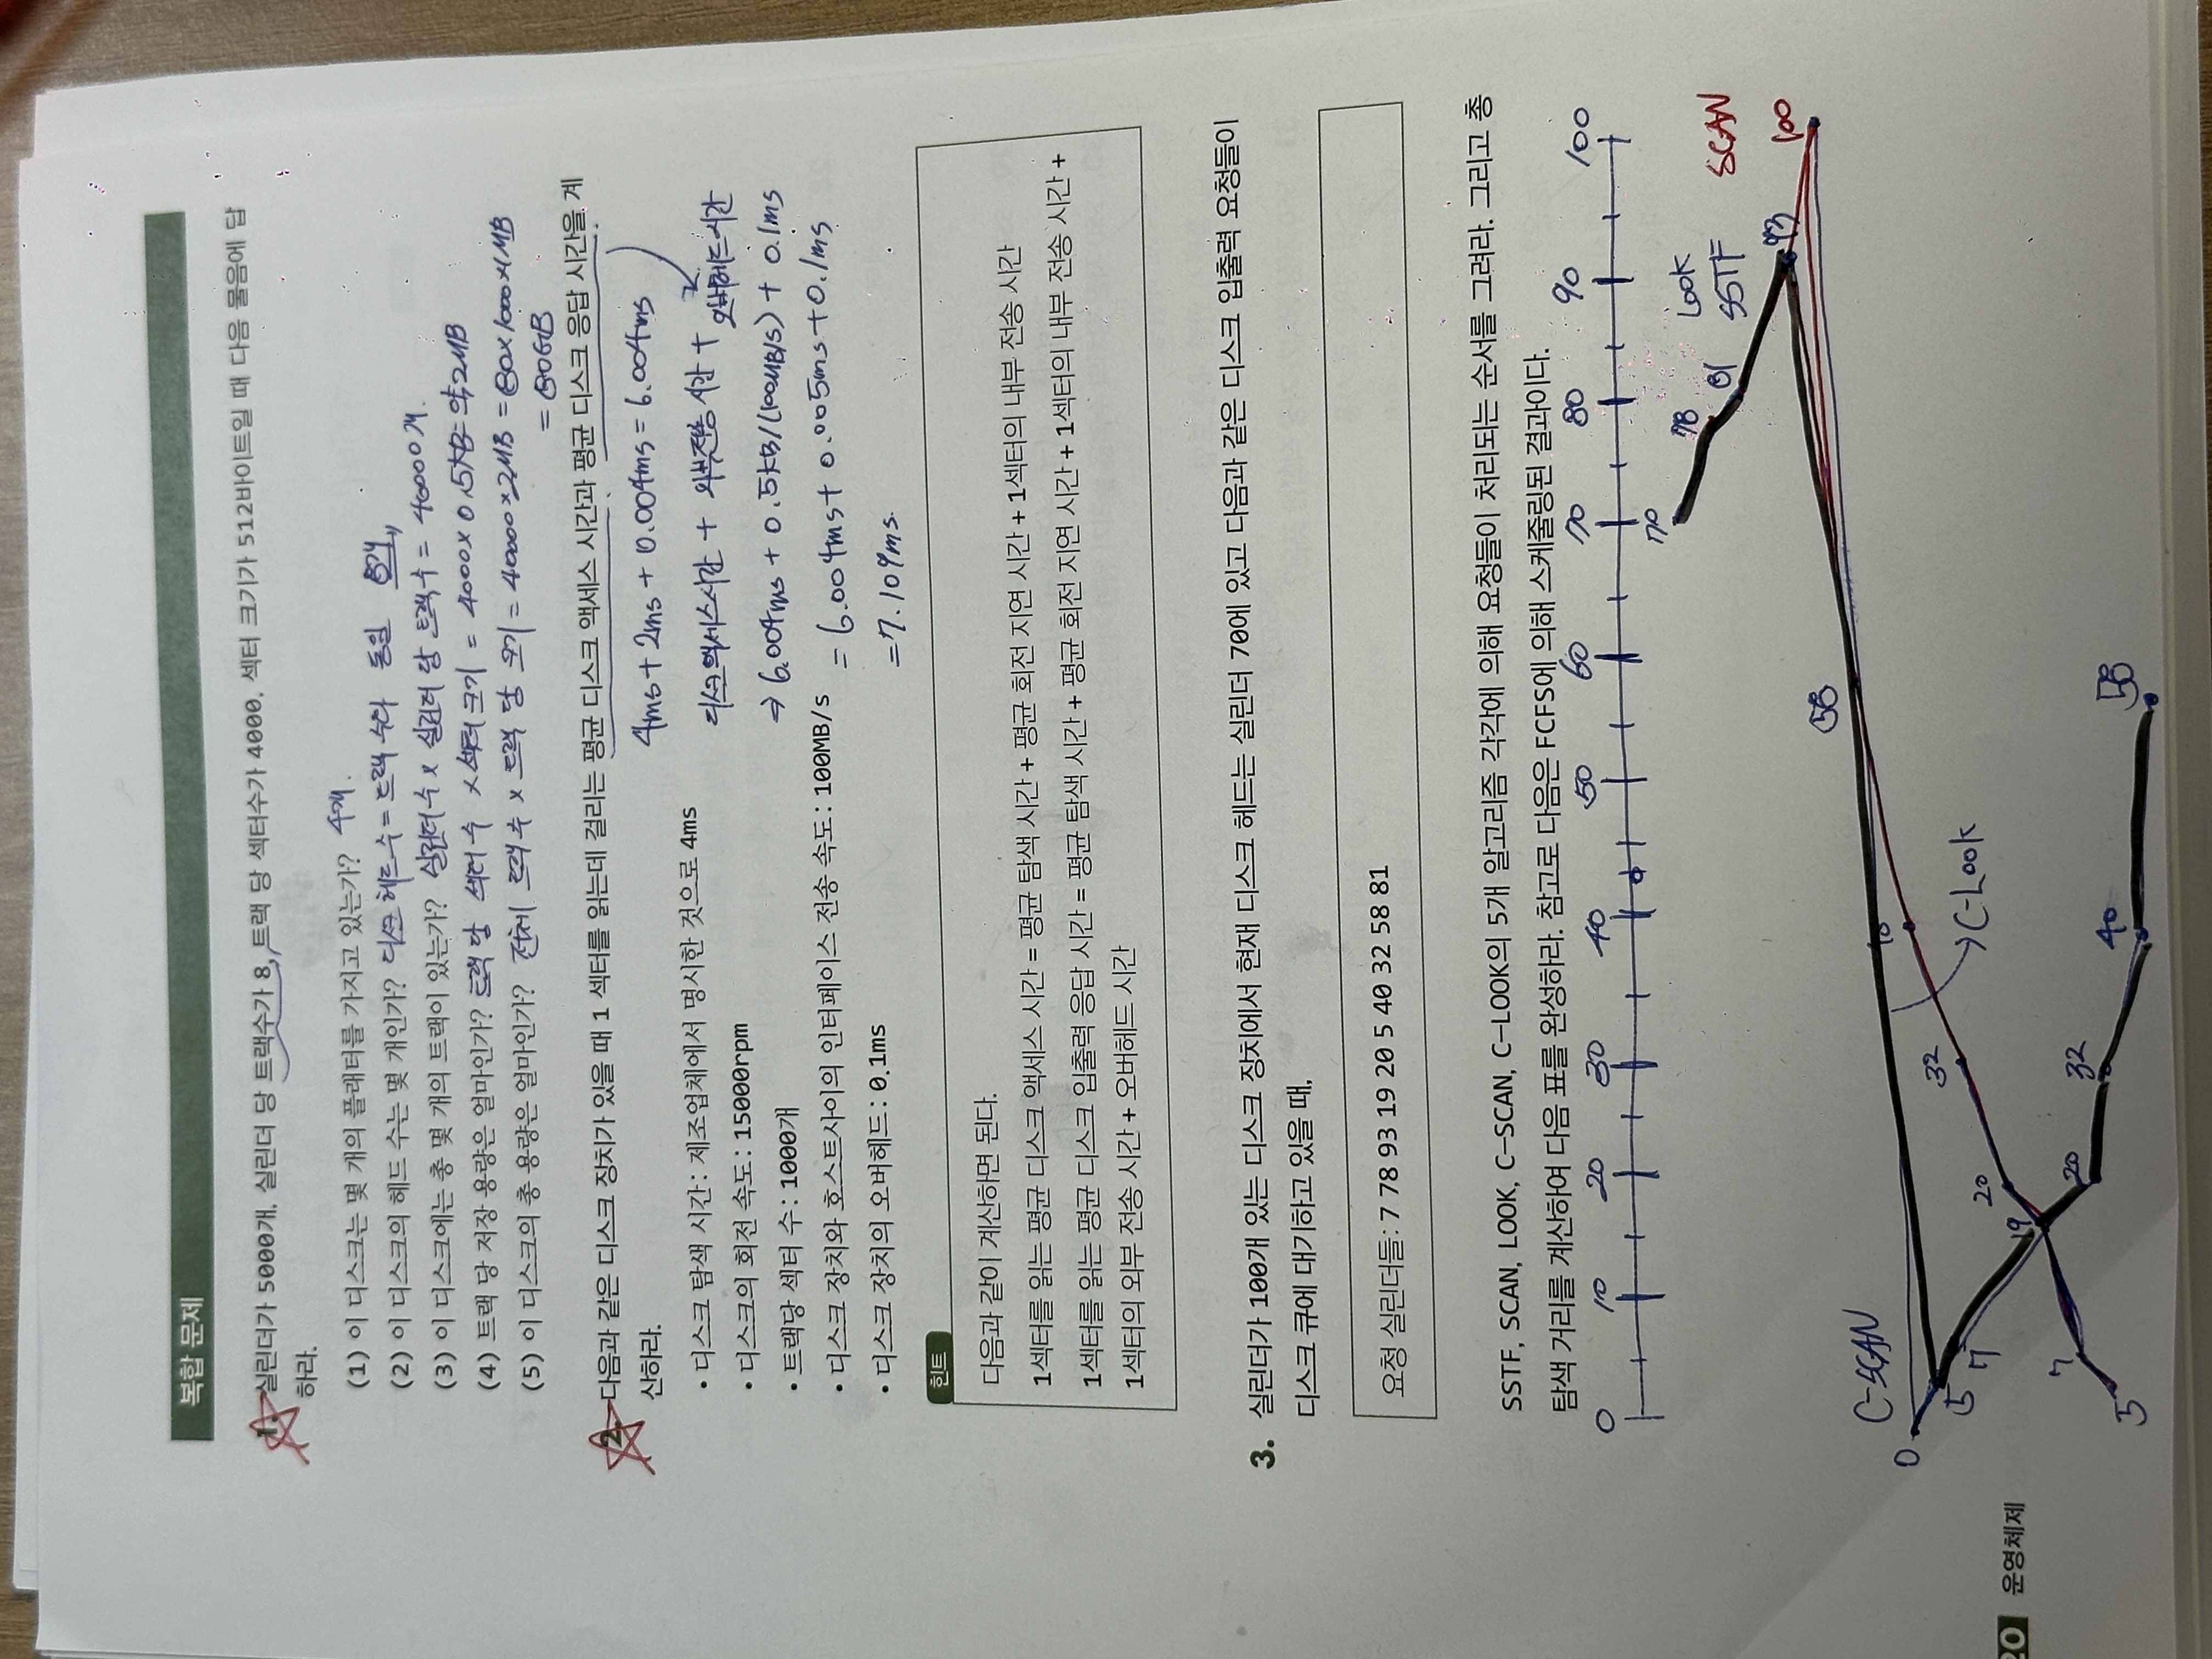 복합 문제
1. 실린더가 5000개, 실린더 당 트랙수가 8, 트랙 당 섹터수가 4000, 섹터 크기가 512바이트일 때 다음 물음에 답
하라.
(1) 이 디스크는 몇 개의 플래터를 가지고 있는가? 4개.
(2) 이 디스크의 헤드 수는 몇 개인가? 디스크 헤드 수 = 트랙 수와 동일 8개
(3) 이 디스크에는 총 몇 개의 트랙이 있는가? 실린더 수 x 실린더 당 트랙 수 = 40000개.
(4) 트랙 당 저장 용량은 얼마인가? 트랙 당 섹터 수 x 섹터 크기 = 4000x0.5KB=약,2MB
(5) 이 디스크의 총 용량은 얼마인가? 전체 트랙 수 x 트랙 당 크기 = 40000x2MB = 80x1000x1MB
= 80GB
2. 다음과 같은 디스크 장치가 있을 때 1 섹터를 읽는데 걸리는 평균 디스크 액세스 시간과 평균 디스크 응답 시간을 계
산하라.
4ms + 2ms + 0.004ms = 6.004ms
• 디스크 탐색 시간: 제조업체에서 명시한 것으로 4ms
디스크 액세스시간 + 외부전송 시간 + 오버헤드시간
• 디스크의 회전 속도: 15000rpm
⇒ 6.004ms + 0.5KB/(100MB/s) + 0.1ms
• 트랙당 섹터 수: 1000개
• 디스크 장치와 호스트사이의 인터페이스 전송 속도: 100MB/s
= 6.004ms + 0.005ms + 0.1ms
• 디스크 장치의 오버헤드: 0.1ms
= 7.109ms.
힌트
다음과 같이 계산하면 된다.
1섹터를 읽는 평균 디스크 액세스 시간 = 평균 탐색 시간 + 평균 회전 지연 시간 + 1섹터의 내부 전송 시간
1섹터를 읽는 평균 디스크 입출력 응답 시간 = 평균 탐색 시간 + 평균 회전 지연 시간 + 1섹터의 내부 전송 시간 +
1섹터의 외부 전송 시간 + 오버헤드 시간
3. 실린더가 100개 있는 디스크 장치에서 현재 디스크 헤드는 실린더 70에 있고 다음과 같은 디스크 입출력 요청들이
디스크 큐에 대기하고 있을 때,
요청 실린더들: 7 78 93 19 20 5 40 32 58 81
SSTF, SCAN, LOOK, C-SCAN, C-LOOK의 5개 알고리즘 각각에 의해 요청들이 처리되는 순서를 그려라. 그리고 총
탐색 거리를 계산하여 다음 표를 완성하라. 참고로 다음은 FCFS에 의해 스케줄링된 결과이다.
0 10 20 30 40 50 60 70 80 90 100
70
78 Look
81 SSTF SCAN
93 100
58
C-SCAN
0
32
5 C-Look
7
20
20 운영체제
19
7
20 32
5
40 58